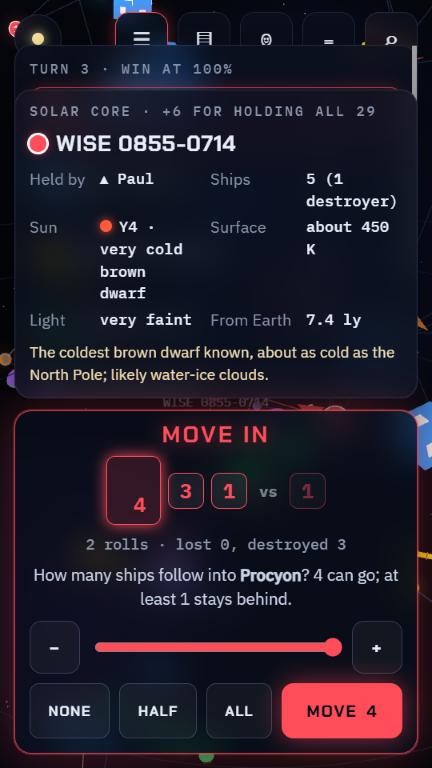 TURN 3 · WIN AT 100%
SOLAR CORE · +6 FOR HOLDING ALL 29
WISE 0855-0714
Held by ▲ Paul Ships 5 (1
destroyer)
Sun Y4 · Surface about 450
very cold K
brown
dwarf
Light very faint From Earth 7.4 ly
The coldest brown dwarf known, about as cold as the
North Pole; likely water-ice clouds.
WISE 0855-0714
MOVE IN
4 3 1 vs 1
2 rolls · lost 0, destroyed 3
How many ships follow into Procyon? 4 can go; at
least 1 stays behind.
− +
NONE HALF ALL MOVE 4